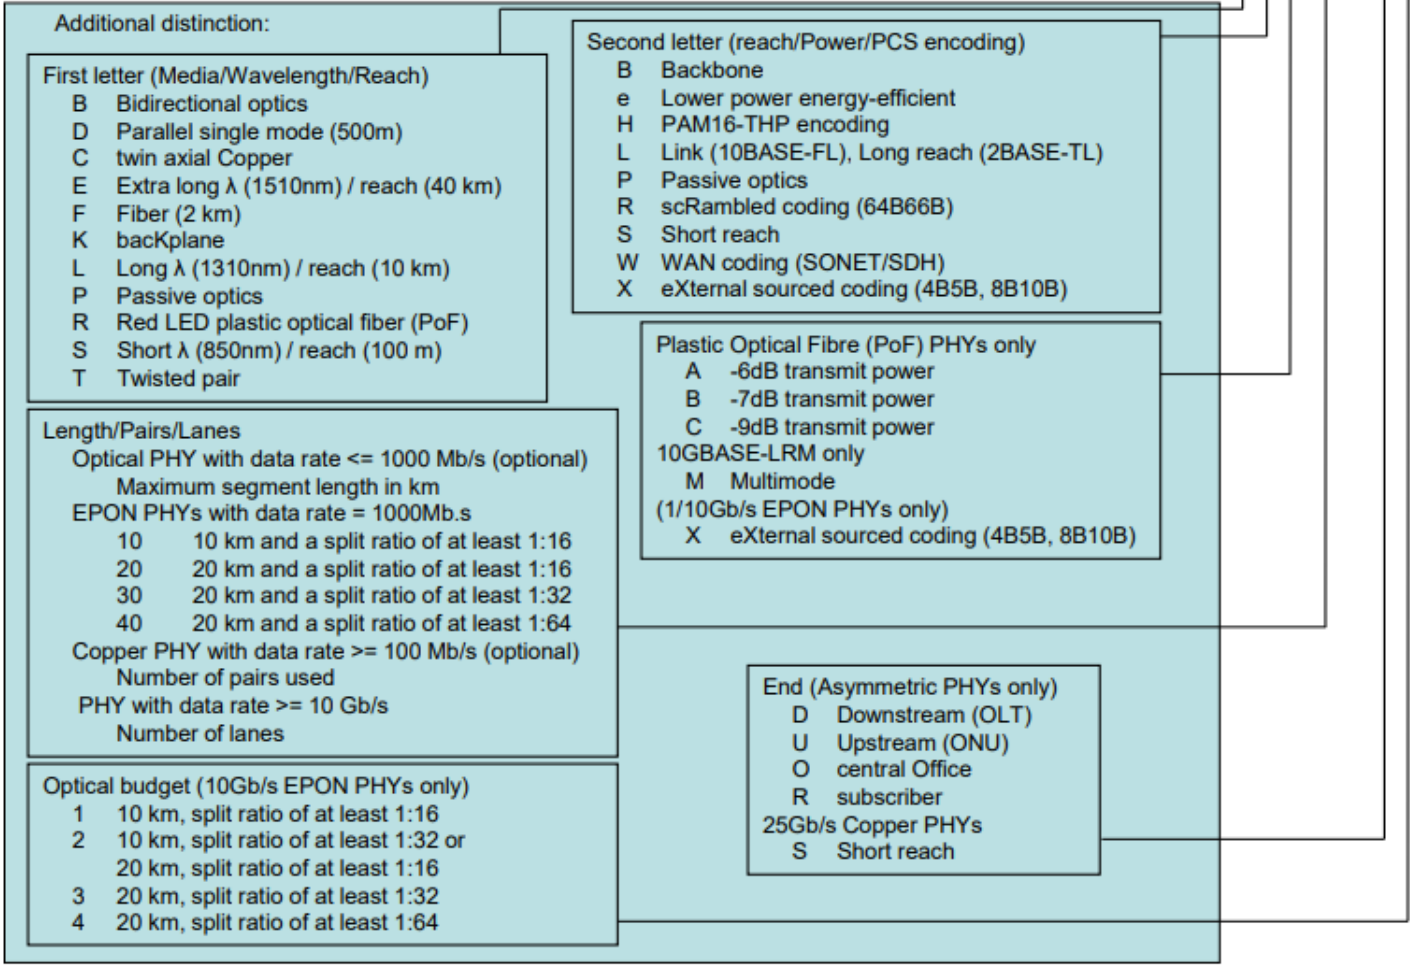 Additional distinction:
First letter (Media/Wavelength/Reach)
B Bidirectional optics
D Parallel single mode (500m)
C twin axial Copper
E Extra long λ (1510nm) / reach (40 km)
F Fiber (2 km)
K bacKplane
L Long λ (1310nm) / reach (10 km)
P Passive optics
R Red LED plastic optical fiber (PoF)
S Short λ (850nm) / reach (100 m)
T Twisted pair
Second letter (reach/Power/PCS encoding)
B Backbone
e Lower power energy-efficient
H PAM16-THP encoding
L Link (10BASE-FL), Long reach (2BASE-TL)
P Passive optics
R scRambled coding (64B66B)
S Short reach
W WAN coding (SONET/SDH)
X eXternal sourced coding (4B5B, 8B10B)
Plastic Optical Fibre (PoF) PHYs only
A -6dB transmit power
B -7dB transmit power
C -9dB transmit power
10GBASE-LRM only
M Multimode
(1/10Gb/s EPON PHYs only)
X eXternal sourced coding (4B5B, 8B10B)
Length/Pairs/Lanes
Optical PHY with data rate <= 1000 Mb/s (optional)
Maximum segment length in km
EPON PHYs with data rate = 1000Mb.s
10 10 km and a split ratio of at least 1:16
20 20 km and a split ratio of at least 1:16
30 20 km and a split ratio of at least 1:32
40 20 km and a split ratio of at least 1:64
Copper PHY with data rate >= 100 Mb/s (optional)
Number of pairs used
PHY with data rate >= 10 Gb/s
Number of lanes
End (Asymmetric PHYs only)
D Downstream (OLT)
U Upstream (ONU)
O central Office
R subscriber
25Gb/s Copper PHYs
S Short reach
Optical budget (10Gb/s EPON PHYs only)
1 10 km, split ratio of at least 1:16
2 10 km, split ratio of at least 1:32 or
20 km, split ratio of at least 1:16
3 20 km, split ratio of at least 1:32
4 20 km, split ratio of at least 1:64